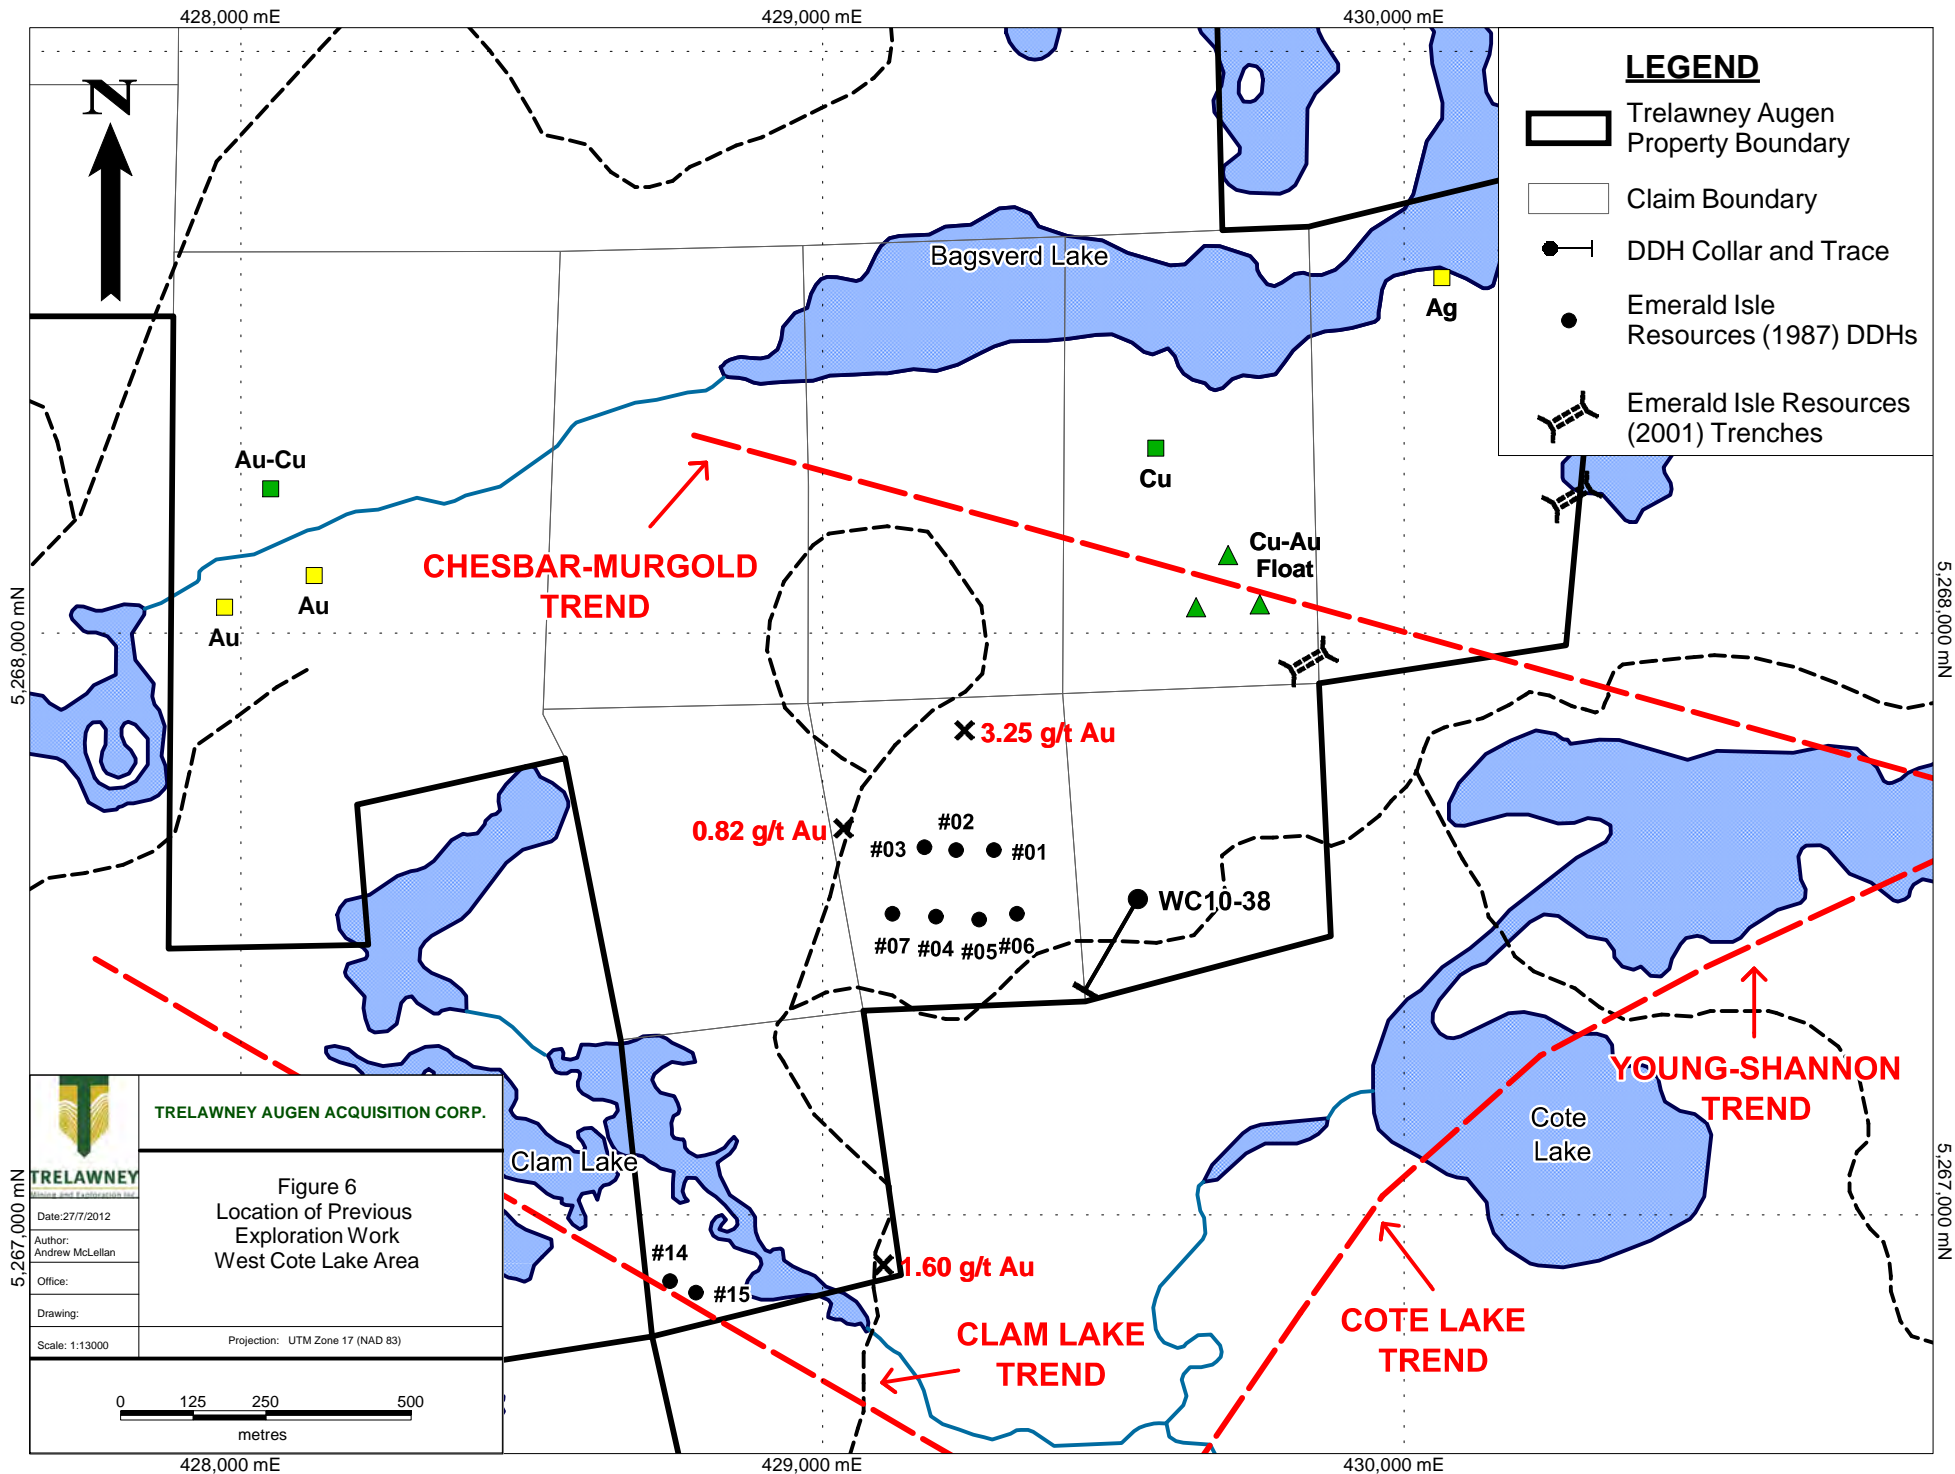 428,000 mE
429,000 mE
430,000 mE
N
LEGEND
Trelawney Augen
Property Boundary
Claim Boundary
DDH Collar and Trace
Emerald Isle
Resources (1987) DDHs
Emerald Isle Resources
(2001) Trenches
Bagsverd Lake
Ag
Au-Cu
Cu
CHESBAR-MURGOLD
TREND
Cu-Au
Float
Au
Au
5,268,000 mN
5,268,000 mN
3.25 g/t Au
0.82 g/t Au
#02
#03
#01
WC10-38
#07
#04
#05
#06
YOUNG-SHANNON
TREND
Cote
Lake
Clam Lake
5,267,000 mN
5,267,000 mN
#14
#15
1.60 g/t Au
CLAM LAKE
TREND
COTE LAKE
TREND
TRELAWNEY
Mining and Exploration Inc.
TRELAWNEY AUGEN ACQUISITION CORP.
Figure 6
Location of Previous
Exploration Work
West Cote Lake Area
Date:27/7/2012
Author:
Andrew McLellan
Office:
Drawing:
Scale: 1:13000
Projection: UTM Zone 17 (NAD 83)
0 125 250 500
metres
428,000 mE
429,000 mE
430,000 mE